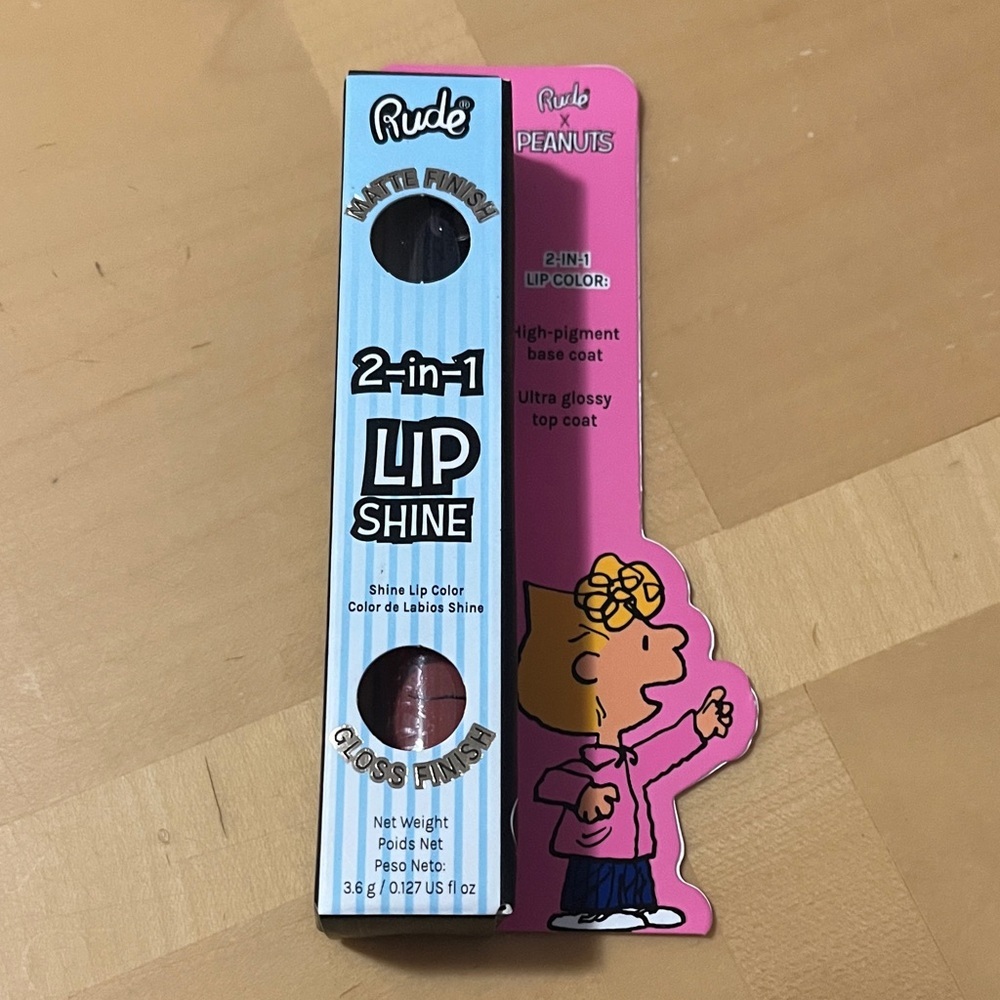 Rude®
MATTE FINISH
2-in-1
LIP
SHINE
Shine Lip Color
Color de Labios Shine
GLOSS FINISH
Net Weight
Poids Net
Peso Neto:
3.6 g / 0.127 US fl oz
Rude
X
PEANUTS
2-IN-1
LIP COLOR:
High-pigment
base coat
Ultra glossy
top coat